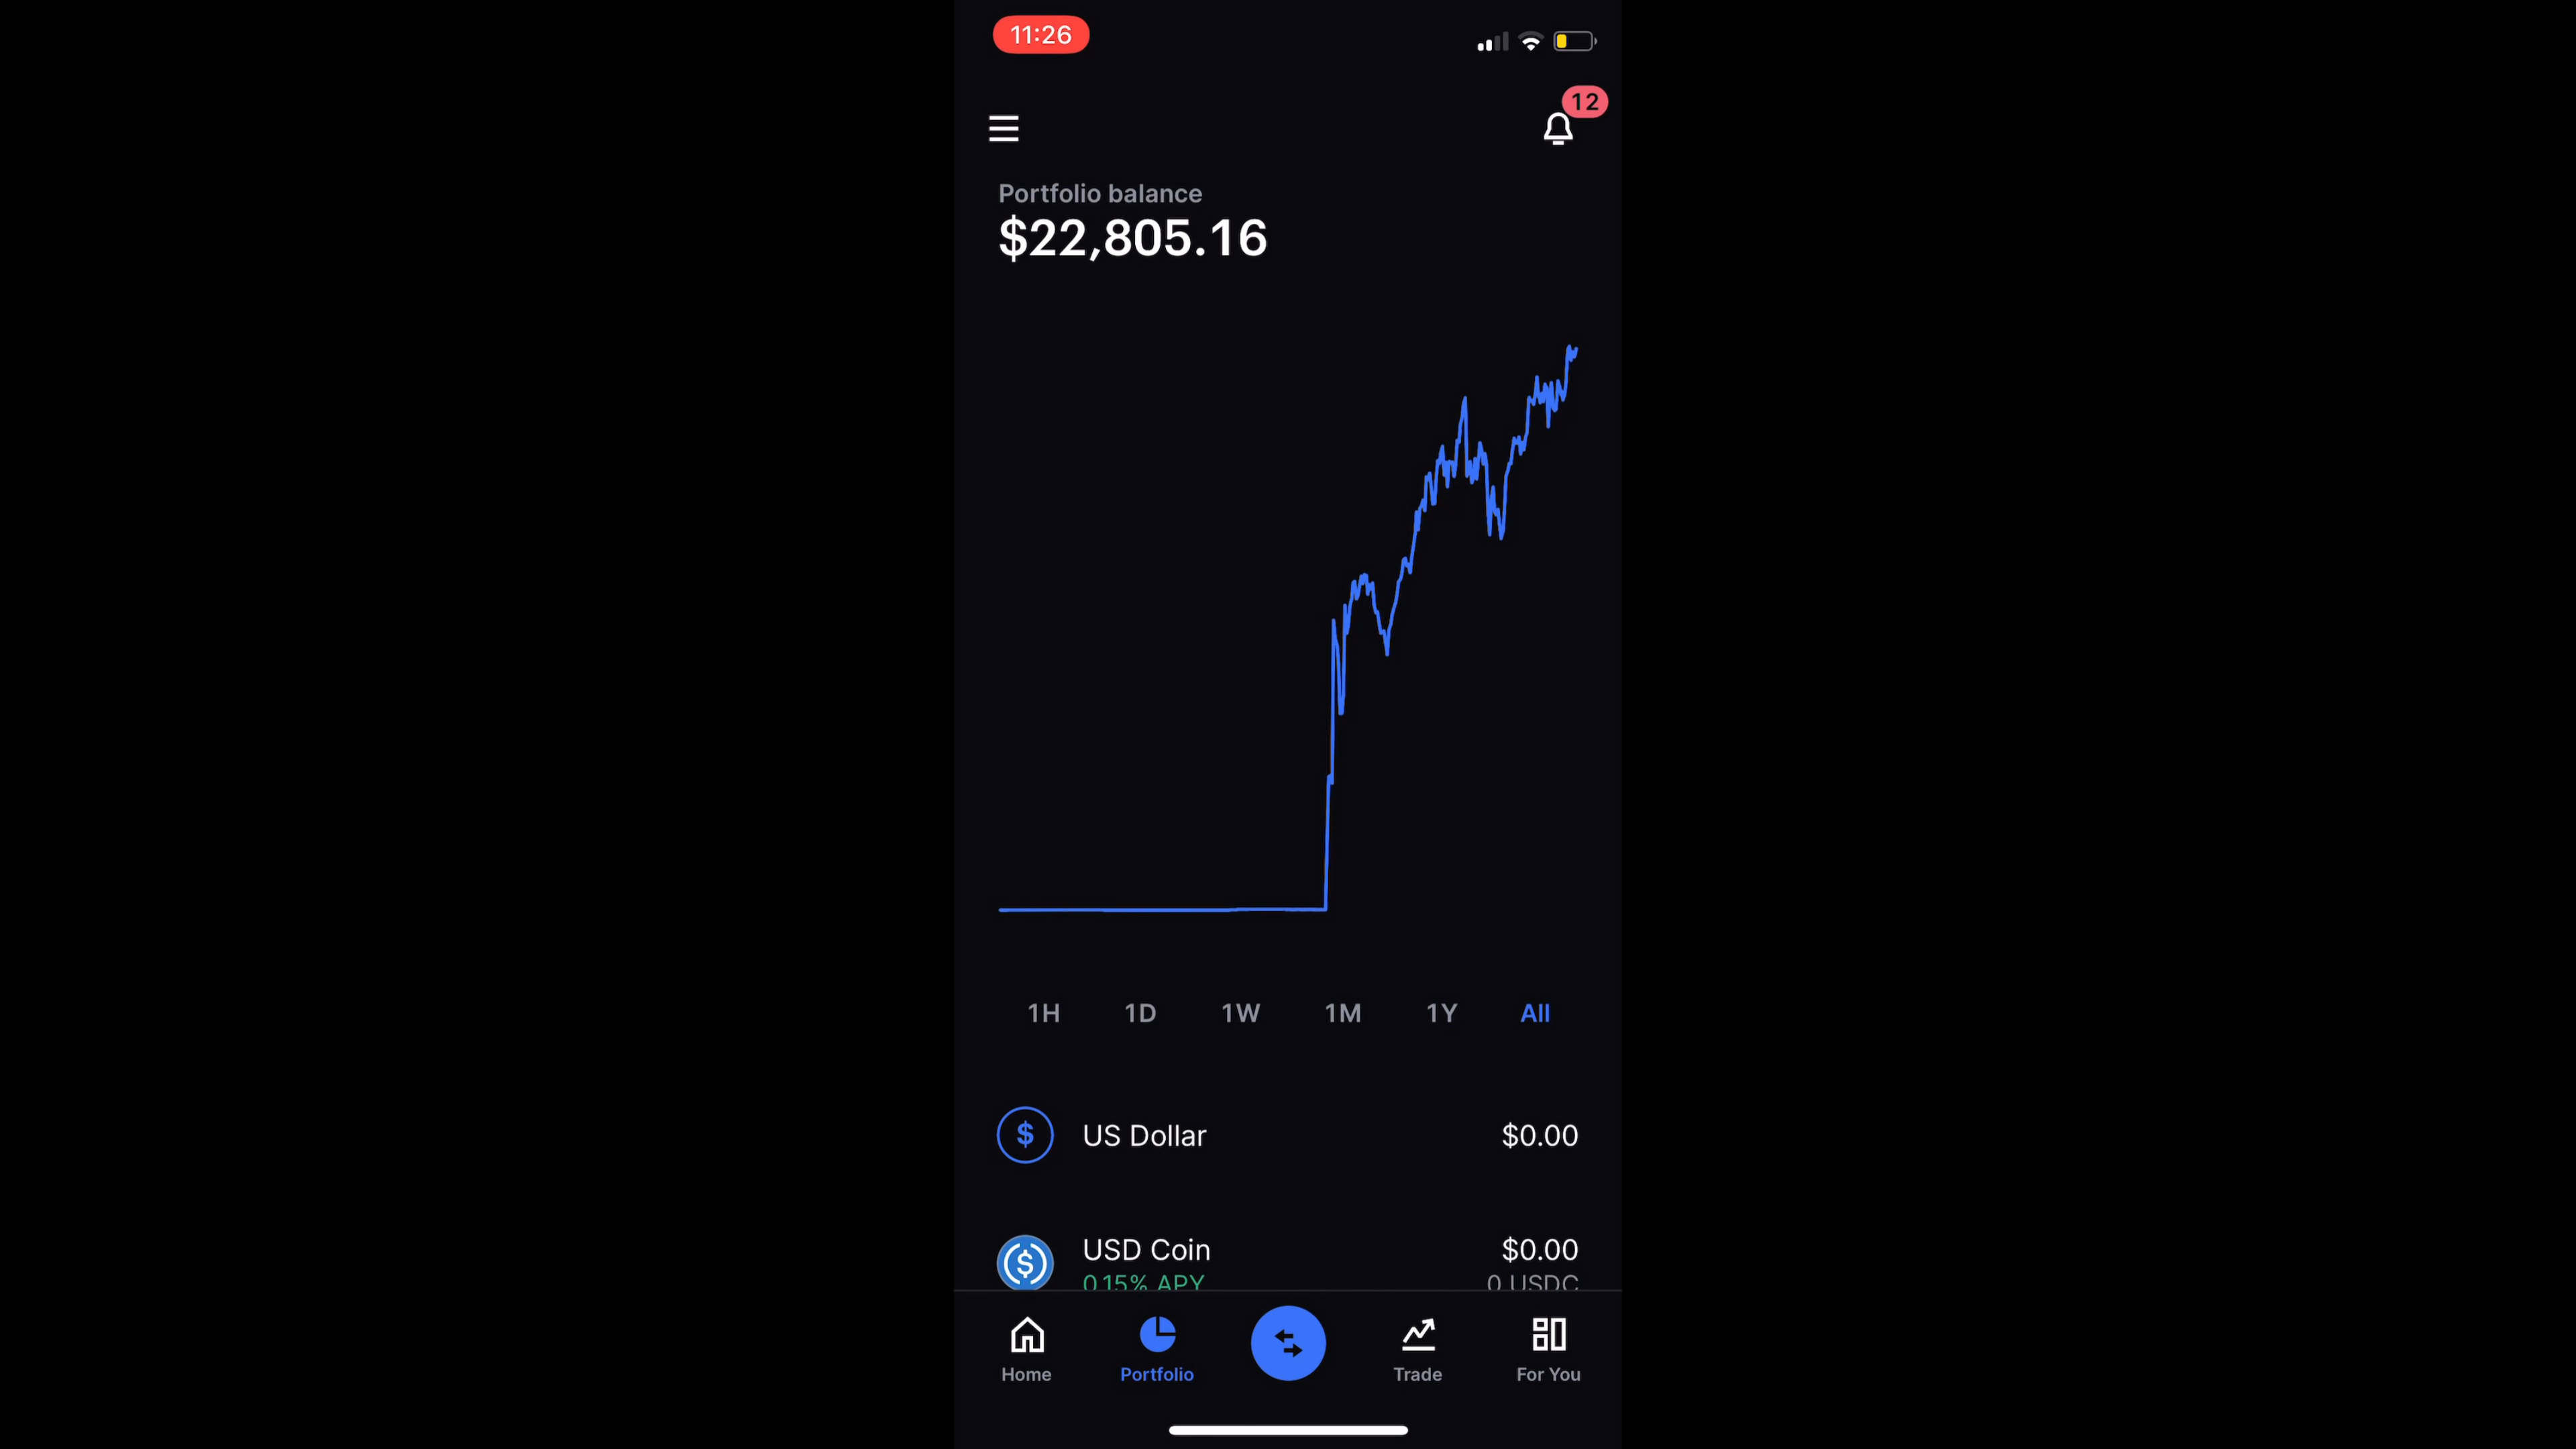 11:26
12
Portfolio balance
$22,805.16
1H 1D 1W 1M 1Y All
$ US Dollar $0.00
$ USD Coin $0.00
0.15% APY 0 USDC
Home Portfolio Trade For You